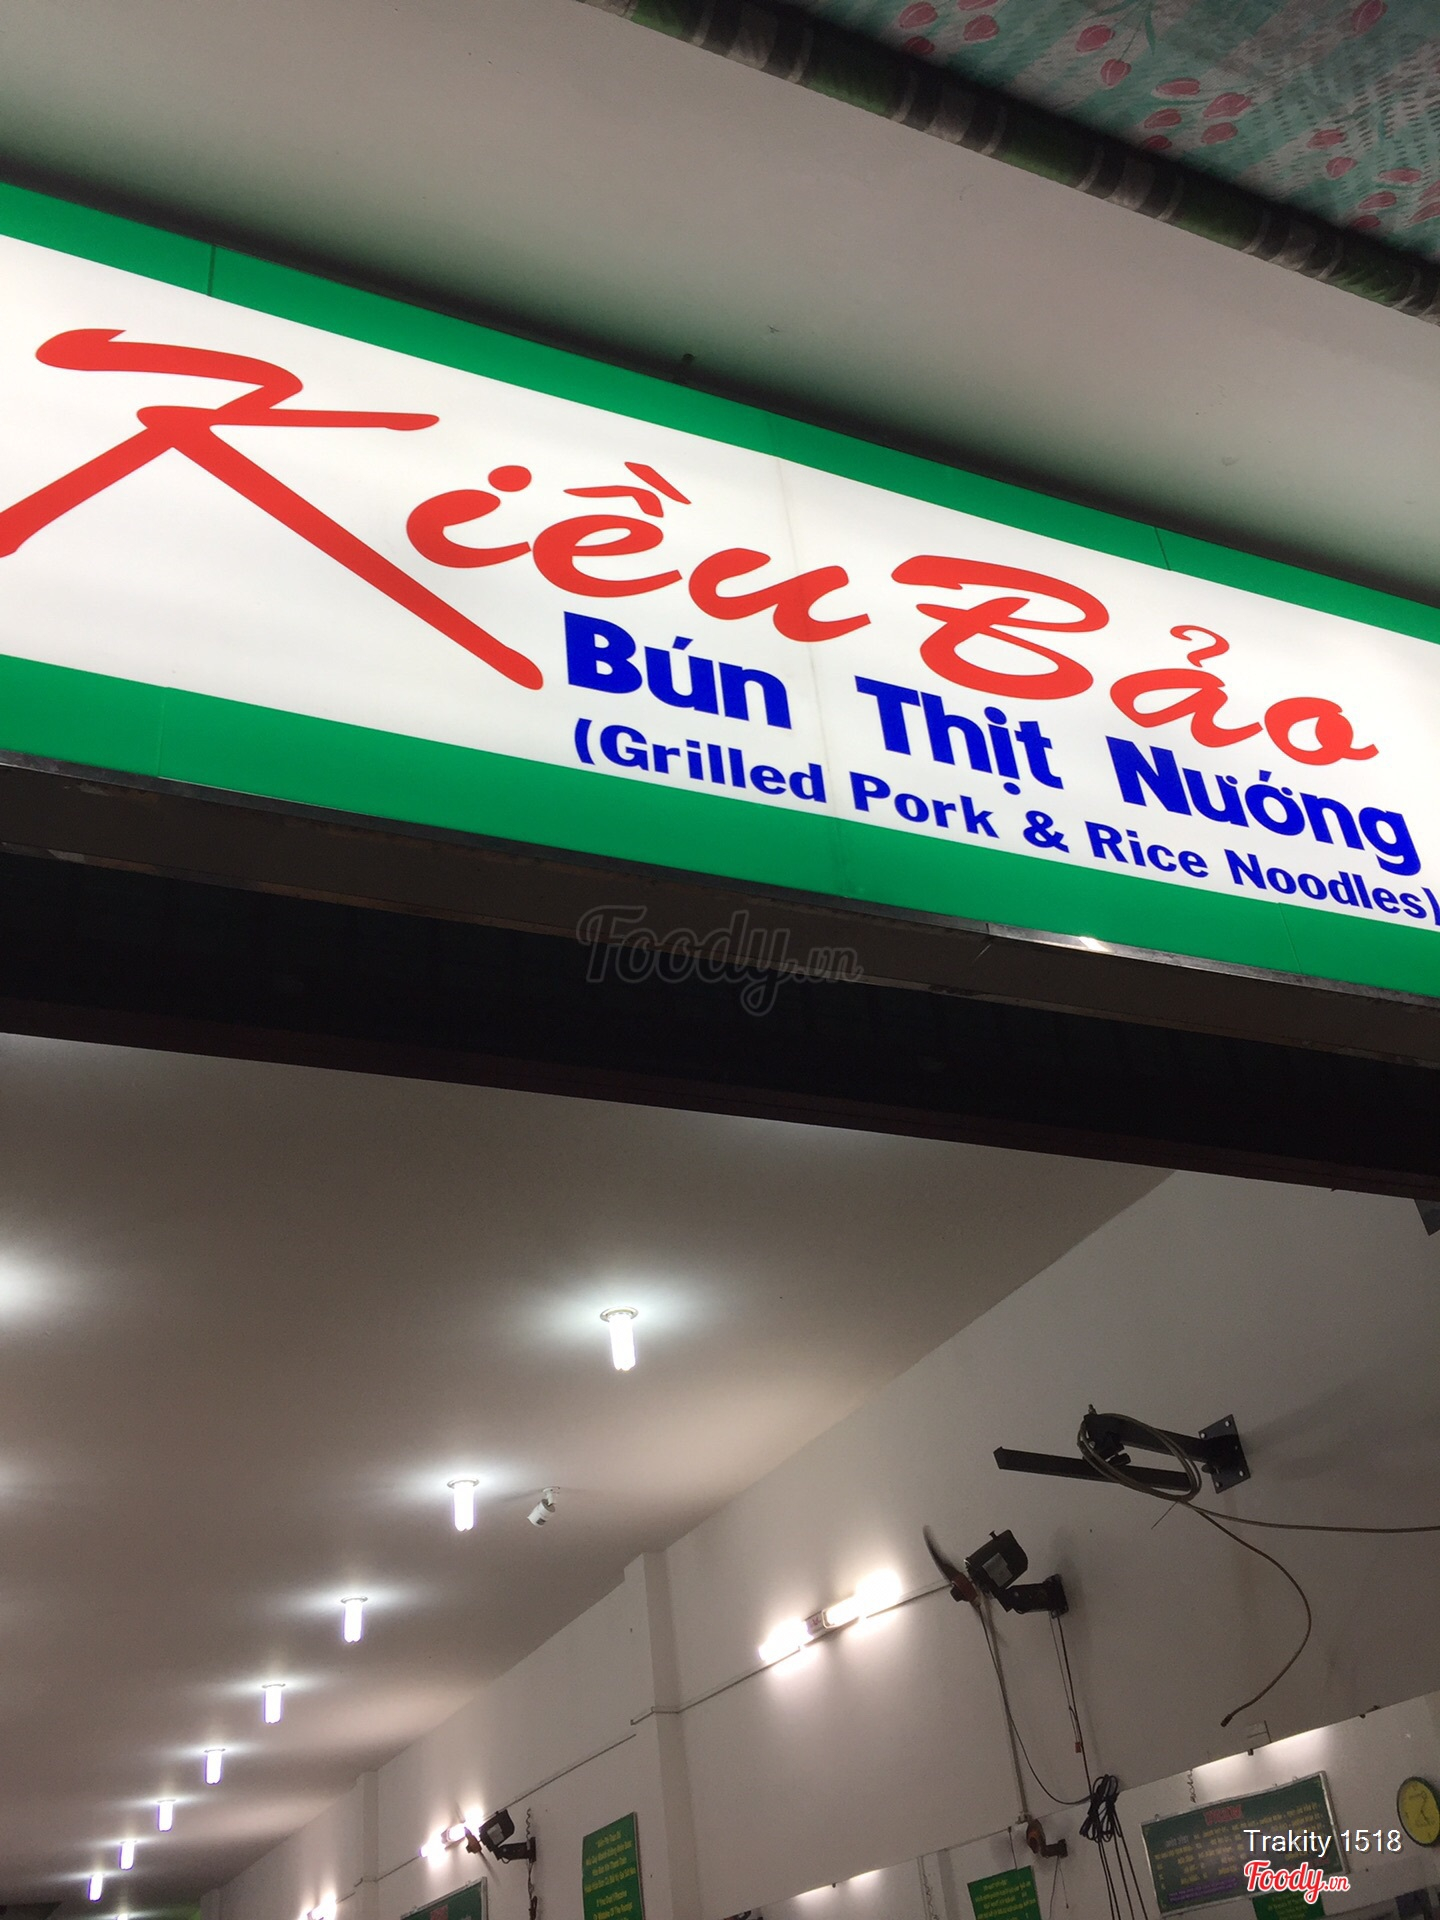 Kiều Bảo
Bún Thịt Nướng
(Grilled Pork & Rice Noodles)
Foody.vn
Trakity 1518
Foody.vn